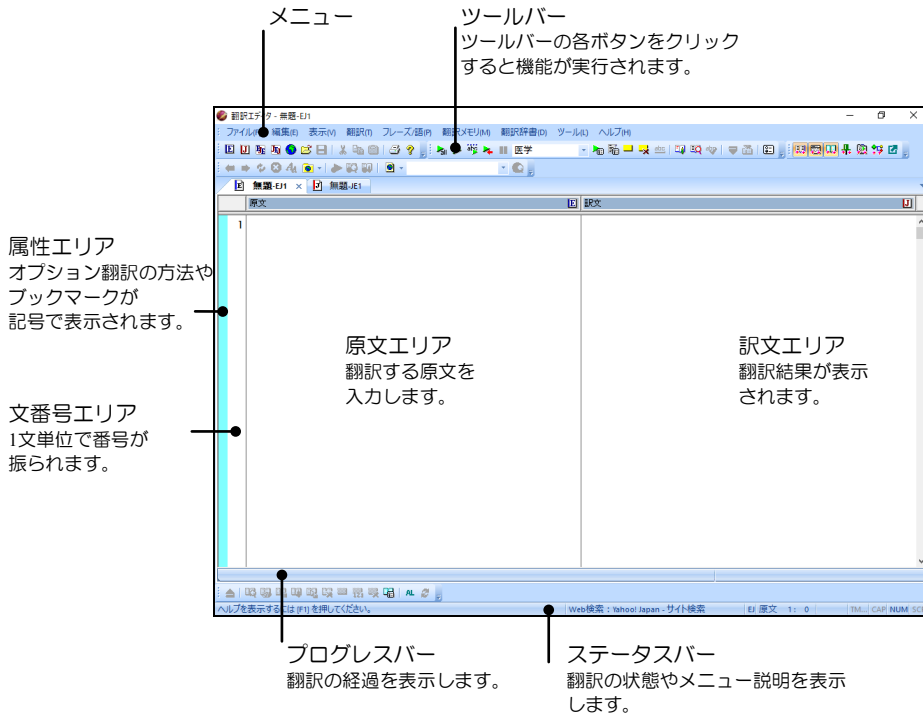 メニュー
ツールバー
ツールバーの各ボタンをクリック
すると機能が実行されます。
翻訳エディタ - 無題-EJ1
編集(E) 表示(V) 翻訳(T) フレーズ/語(P) 翻訳メモリ(M) 翻訳辞書(D) ツール(L) ヘルプ(H)
医学
無題-EJ1 × 無題-JE1
原文 E 訳文 J
1
属性エリア
オプション翻訳の方法や
ブックマークが
記号で表示されます。
原文エリア
翻訳する原文を
入力します。
訳文エリア
翻訳結果が表示
されます。
文番号エリア
1文単位で番号が
振られます。
AL
ヘルプを表示するには [F1] を押してください。 Web検索：Yahoo! Japan - サイト検索 EJ 原文 1: 0 TM... CAP NUM
プログレスバー
翻訳の経過を表示します。
ステータスバー
翻訳の状態やメニュー説明を表示
します。